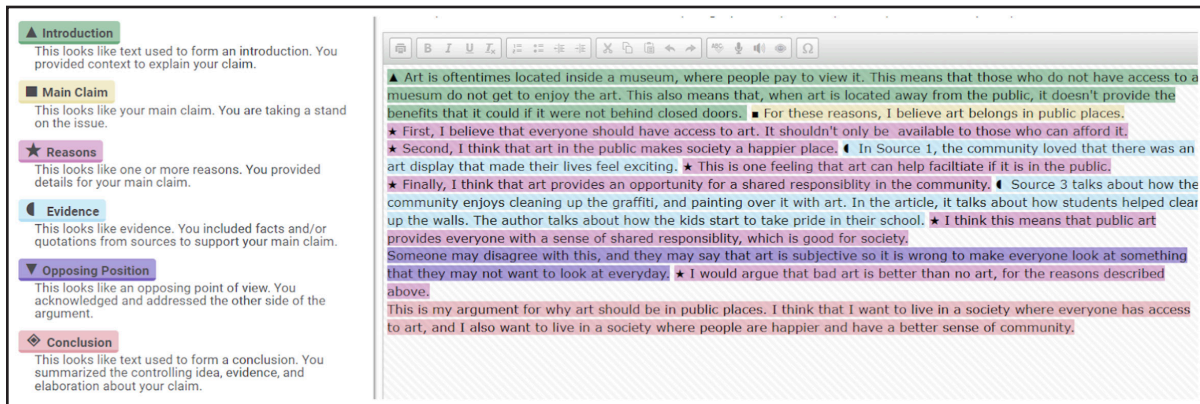 ▲ Introduction
This looks like text used to form an introduction. You
provided context to explain your claim.
■ Main Claim
This looks like your main claim. You are taking a stand
on the issue.
★ Reasons
This looks like one or more reasons. You provided
details for your main claim.
◖ Evidence
This looks like evidence. You included facts and/or
quotations from sources to support your main claim.
▼ Opposing Position
This looks like an opposing point of view. You
acknowledged and addressed the other side of the
argument.
◈ Conclusion
This looks like text used to form a conclusion. You
summarized the controlling idea, evidence, and
elaboration about your claim.
B I U Tx Ω
▲ Art is oftentimes located inside a museum, where people pay to view it. This means that those who do not have access to a
muesum do not get to enjoy the art. This also means that, when art is located away from the public, it doesn't provide the
benefits that it could if it were not behind closed doors. ■ For these reasons, I believe art belongs in public places.
★ First, I believe that everyone should have access to art. It shouldn't only be available to those who can afford it.
★ Second, I think that art in the public makes society a happier place. ◖ In Source 1, the community loved that there was an
art display that made their lives feel exciting. ★ This is one feeling that art can help faciltiate if it is in the public.
★ Finally, I think that art provides an opportunity for a shared responsiblity in the community. ◖ Source 3 talks about how the
community enjoys cleaning up the graffiti, and painting over it with art. In the article, it talks about how students helped clean
up the walls. The author talks about how the kids start to take pride in their school. ★ I think this means that public art
provides everyone with a sense of shared responsiblity, which is good for society.
Someone may disagree with this, and they may say that art is subjective so it is wrong to make everyone look at something
that they may not want to look at everyday. ★ I would argue that bad art is better than no art, for the reasons described
above.
This is my argument for why art should be in public places. I think that I want to live in a society where everyone has access
to art, and I also want to live in a society where people are happier and have a better sense of community.